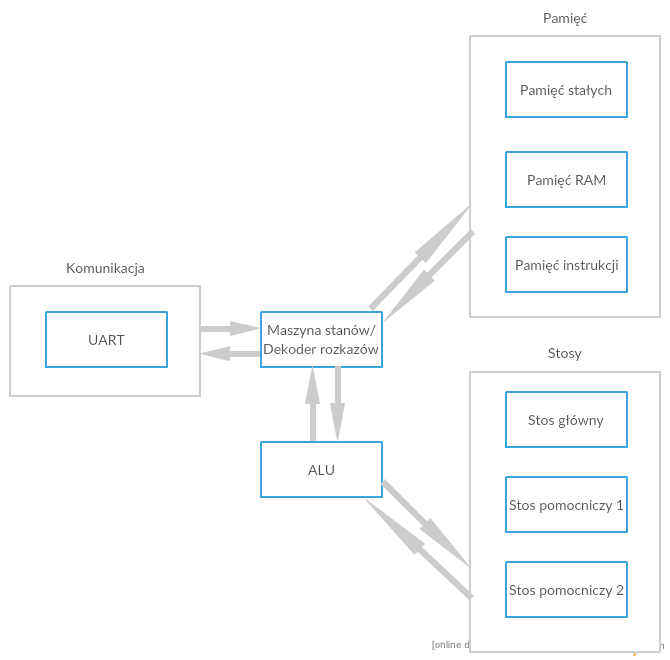 Pamięć
Pamięć stałych
Pamięć RAM
Pamięć instrukcji
Komunikacja
UART
Maszyna stanów/
Dekoder rozkazów
ALU
Stosy
Stos główny
Stos pomocniczy 1
Stos pomocniczy 2
[online